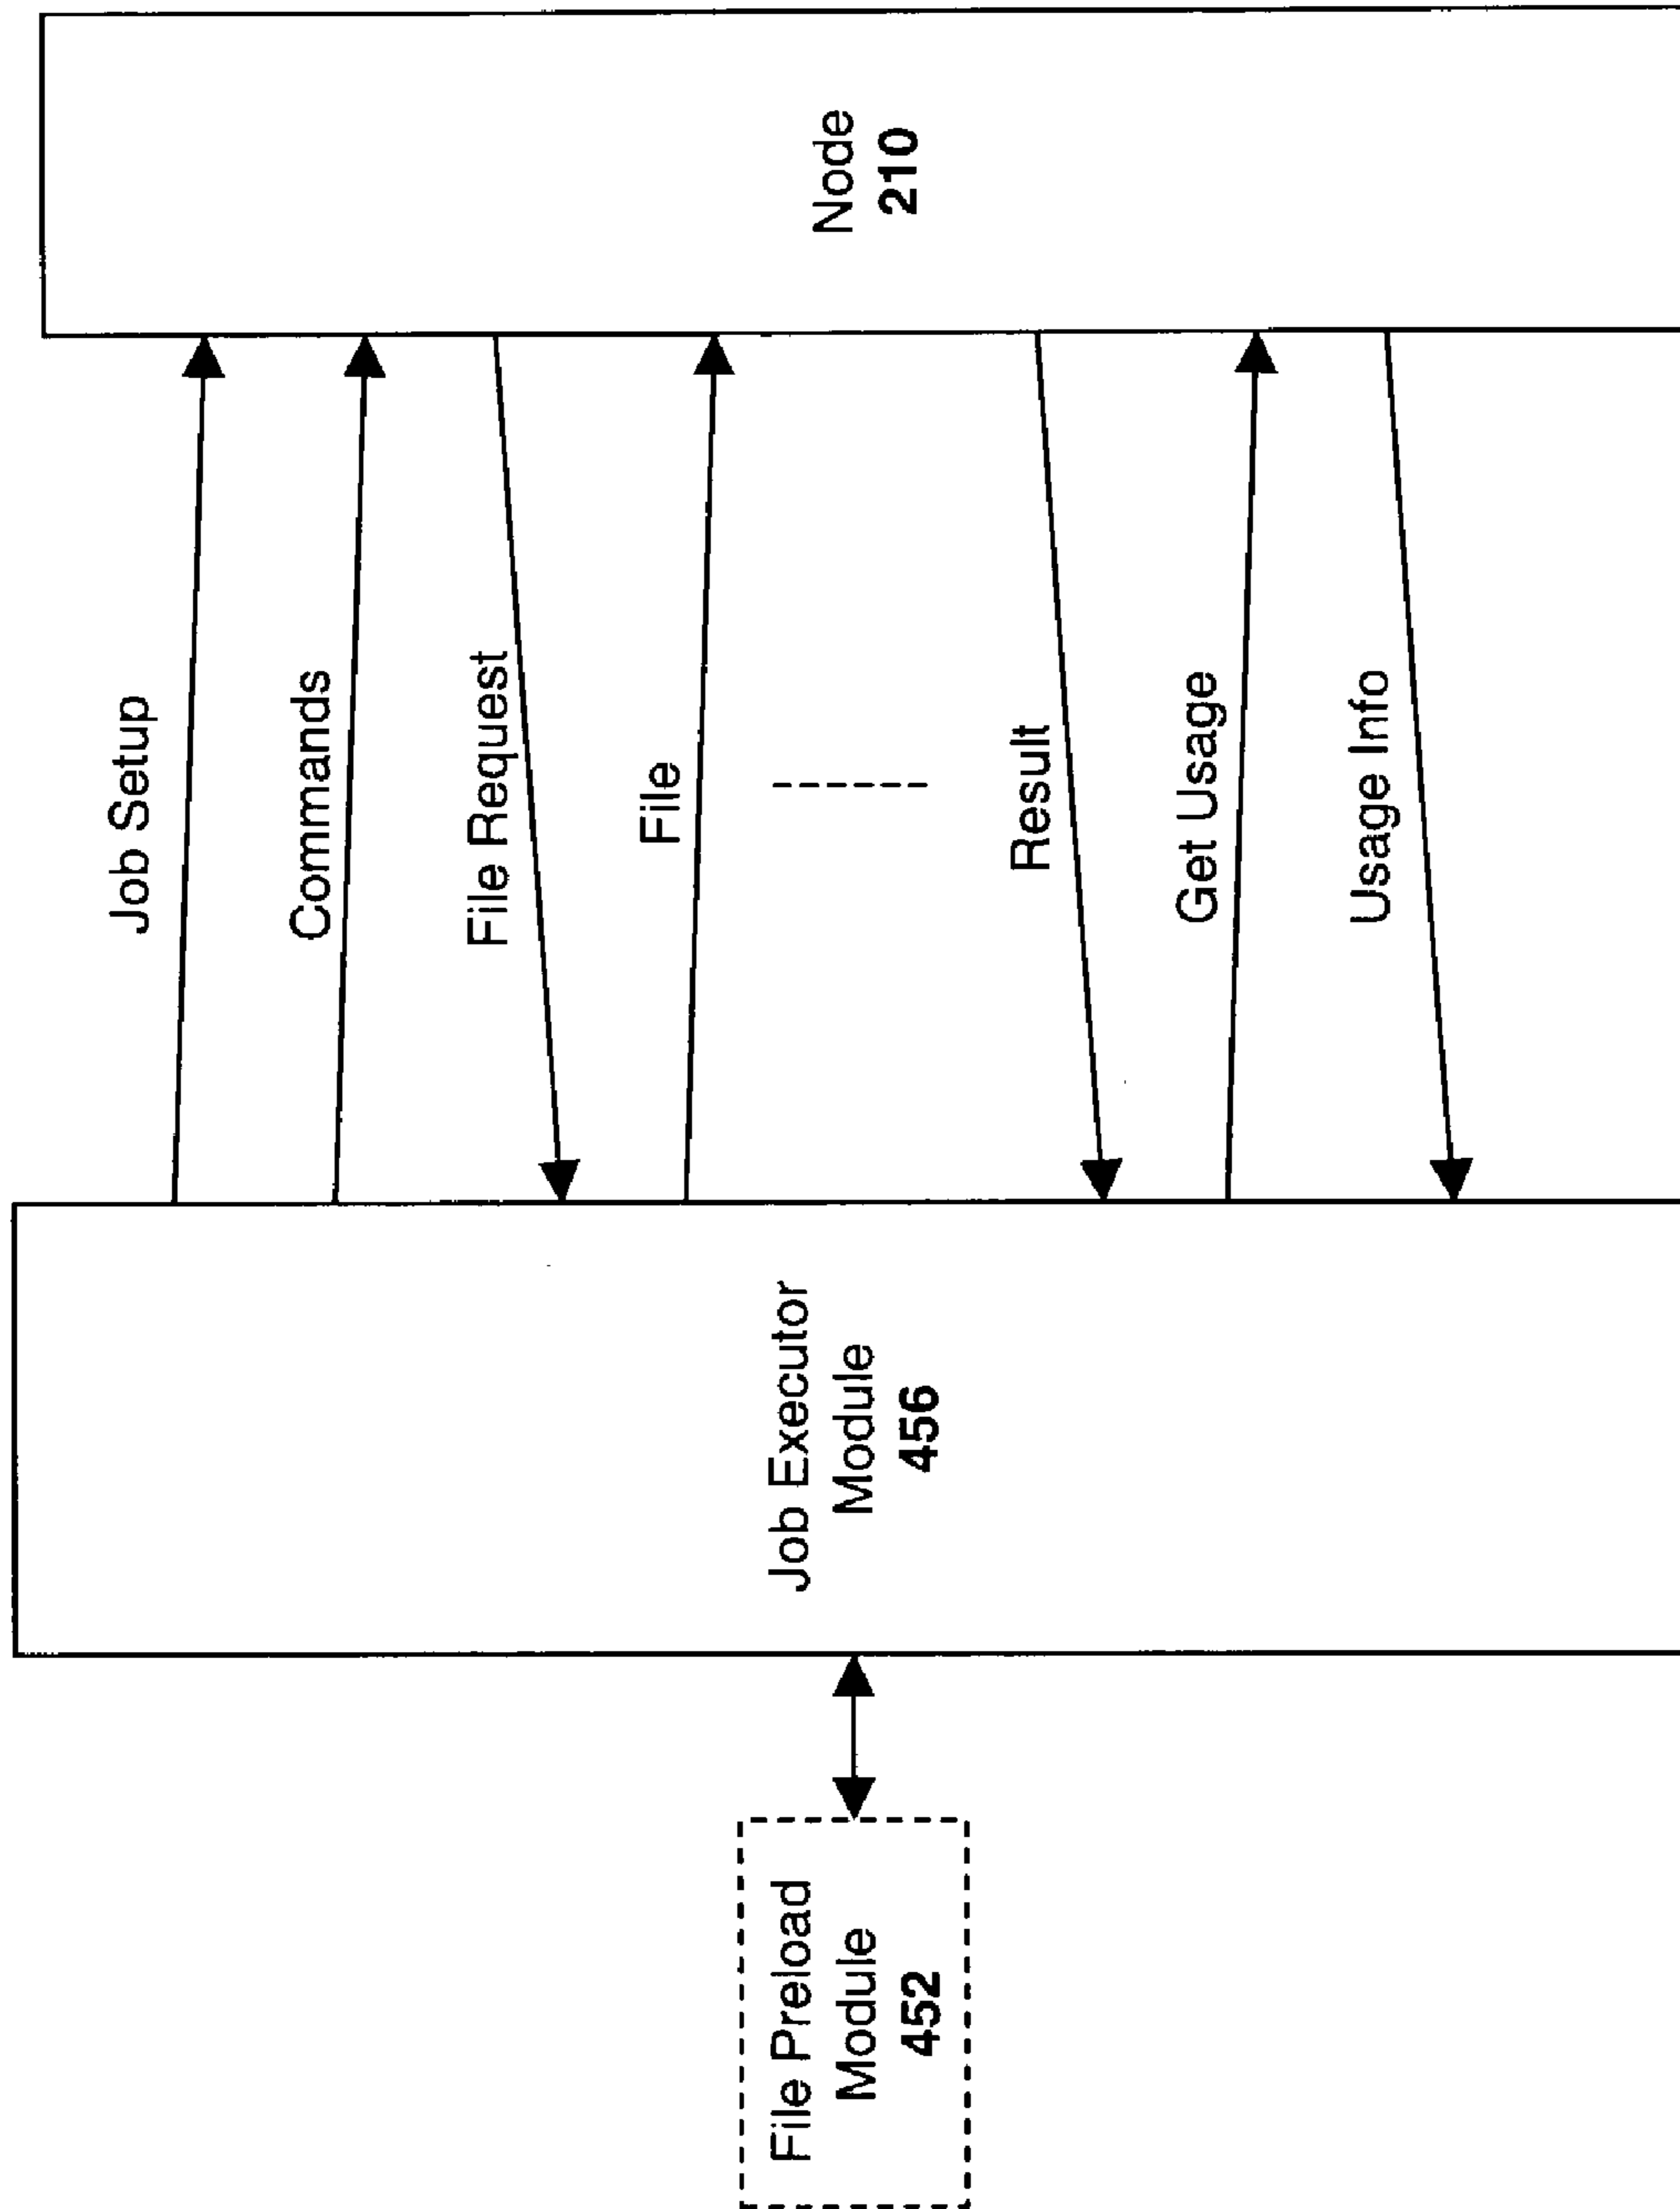 File Preload
Module
452
Job Executor
Module
456
Job Setup
Commands
File Request
File
Result
Get Usage
Usage Info
Node
210